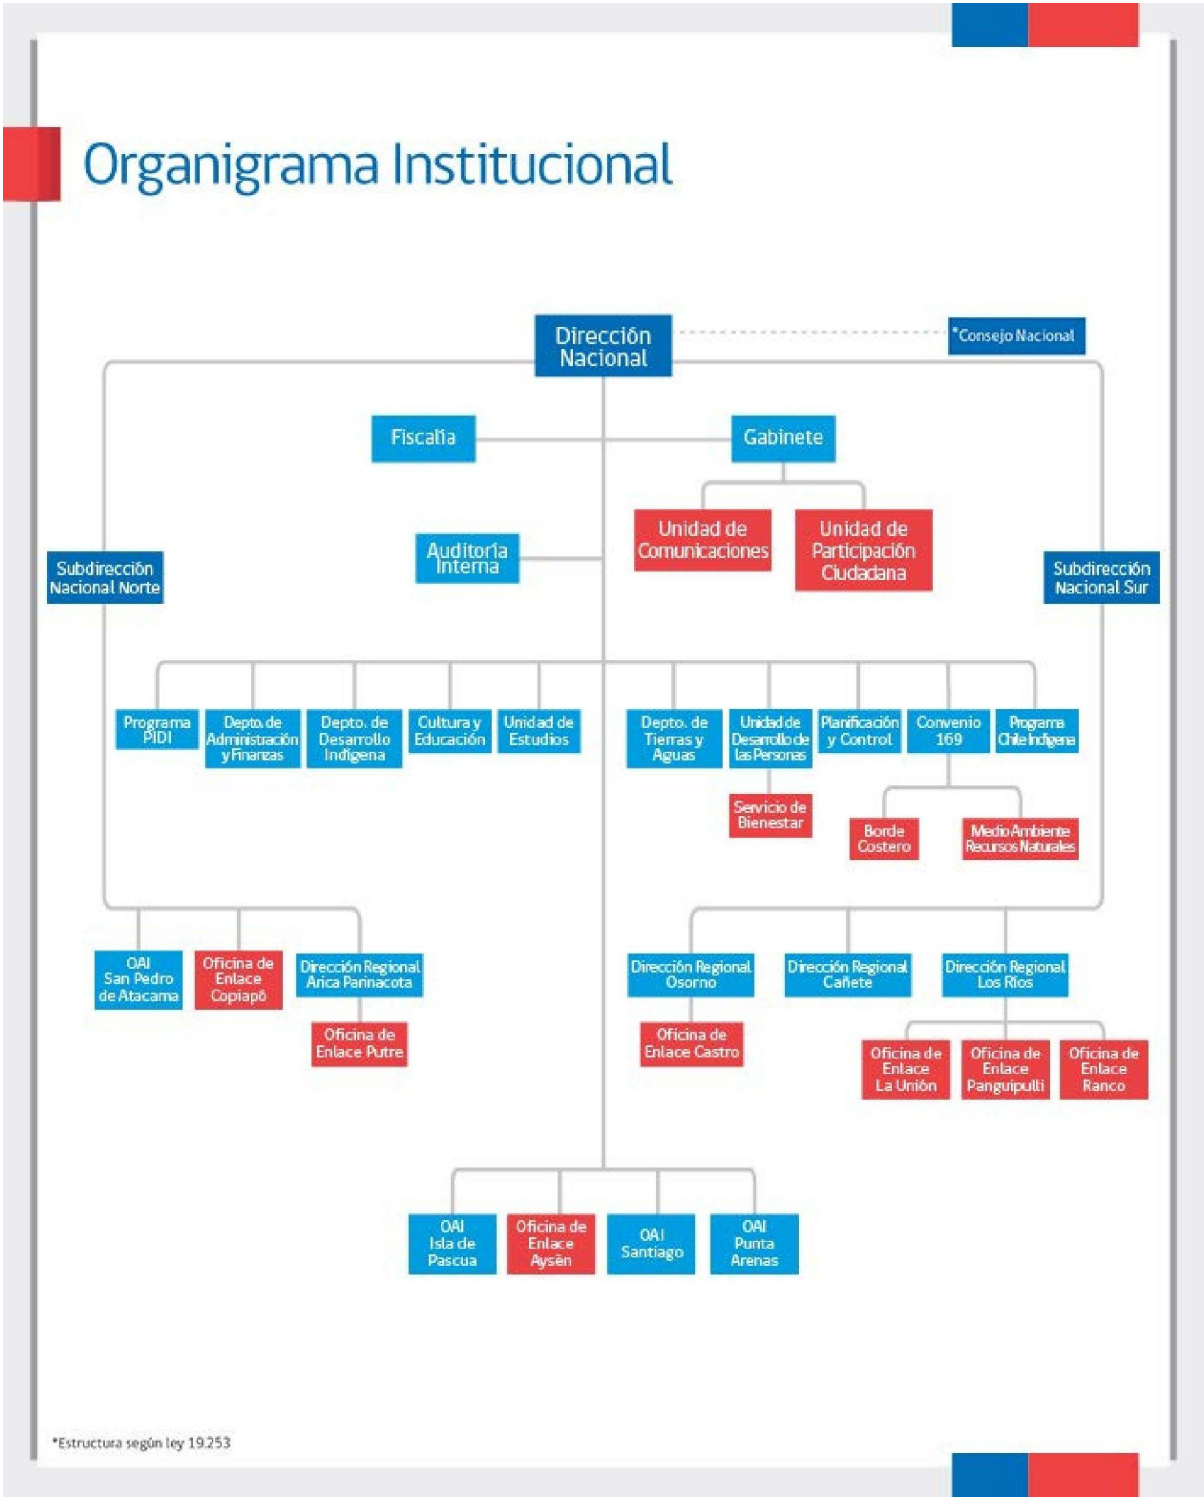 Organigrama Institucional
Dirección
Nacional
*Consejo Nacional
Fiscalía
Gabinete
Unidad de
Comunicaciones
Unidad de
Participación
Ciudadana
Auditoría
Interna
Subdirección
Nacional Norte
Subdirección
Nacional Sur
Programa
PIDI
Depto. de
Administración
y Finanzas
Depto. de
Desarrollo
Indígena
Cultura y
Educación
Unidad de
Estudios
Depto. de
Tierras y
Aguas
Unidad de
Desarrollo de
las Personas
Planificación
y Control
Convenio
169
Programa
Chile Indígena
Servicio de
Bienestar
Borde
Costero
Medio Ambiente
Recursos Naturales
OAI
San Pedro
de Atacama
Oficina de
Enlace
Copiapó
Dirección Regional
Arica Parinacota
Oficina de
Enlace Putre
Dirección Regional
Osorno
Dirección Regional
Cañete
Dirección Regional
Los Ríos
Oficina de
Enlace Castro
Oficina de
Enlace
La Unión
Oficina de
Enlace
Panguipulli
Oficina de
Enlace
Ranco
OAI
Isla de
Pascua
Oficina de
Enlace
Aysén
OAI
Santiago
OAI
Punta
Arenas
*Estructura según ley 19.253